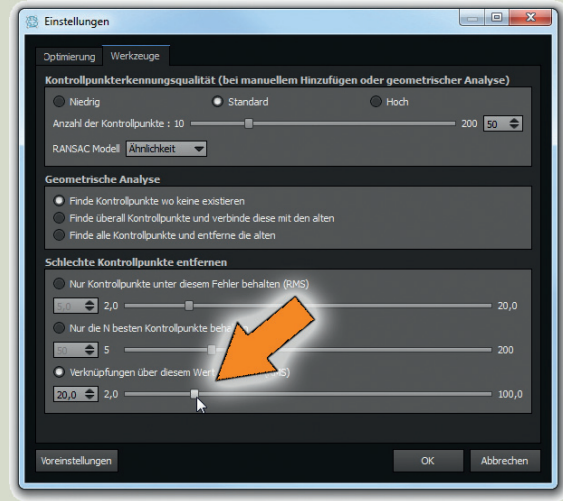 Einstellungen
Optimierung Werkzeuge
Kontrollpunkterkennungsqualität (bei manuellem Hinzufügen oder geometrischer Analyse)
Niedrig Standard Hoch
Anzahl der Kontrollpunkte : 10 200 50
RANSAC Modell Ähnlichkeit
Geometrische Analyse
Finde Kontrollpunkte wo keine existieren
Finde überall Kontrollpunkte und verbinde diese mit den alten
Finde alle Kontrollpunkte und entferne die alten
Schlechte Kontrollpunkte entfernen
Nur Kontrollpunkte unter diesem Fehler behalten (RMS)
5,0 2,0 20,0
Nur die N besten Kontrollpunkte
50 5 200
Verknüpfungen über diesem Wert
20,0 2,0 100,0
Voreinstellungen OK Abbrechen